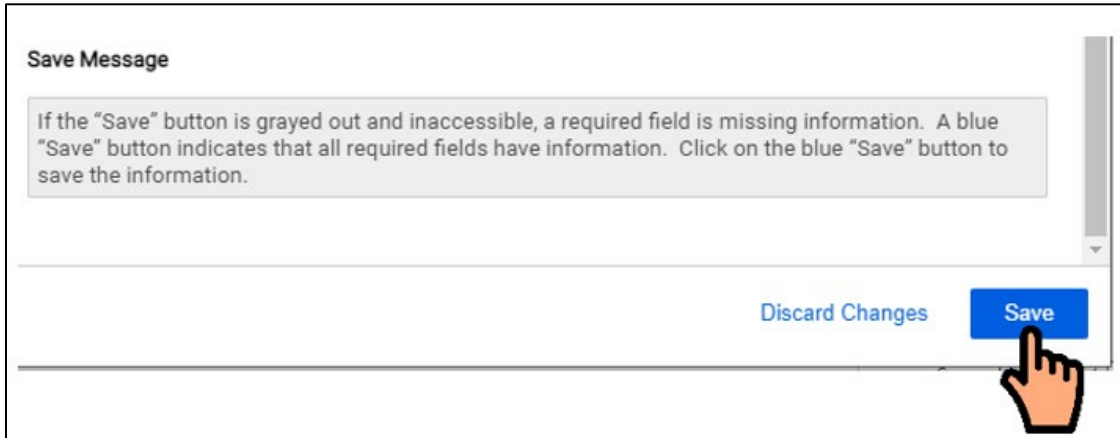 Save Message
If the “Save” button is grayed out and inaccessible, a required field is missing information.  A blue
“Save” button indicates that all required fields have information.  Click on the blue “Save” button to
save the information.
Discard Changes
Save